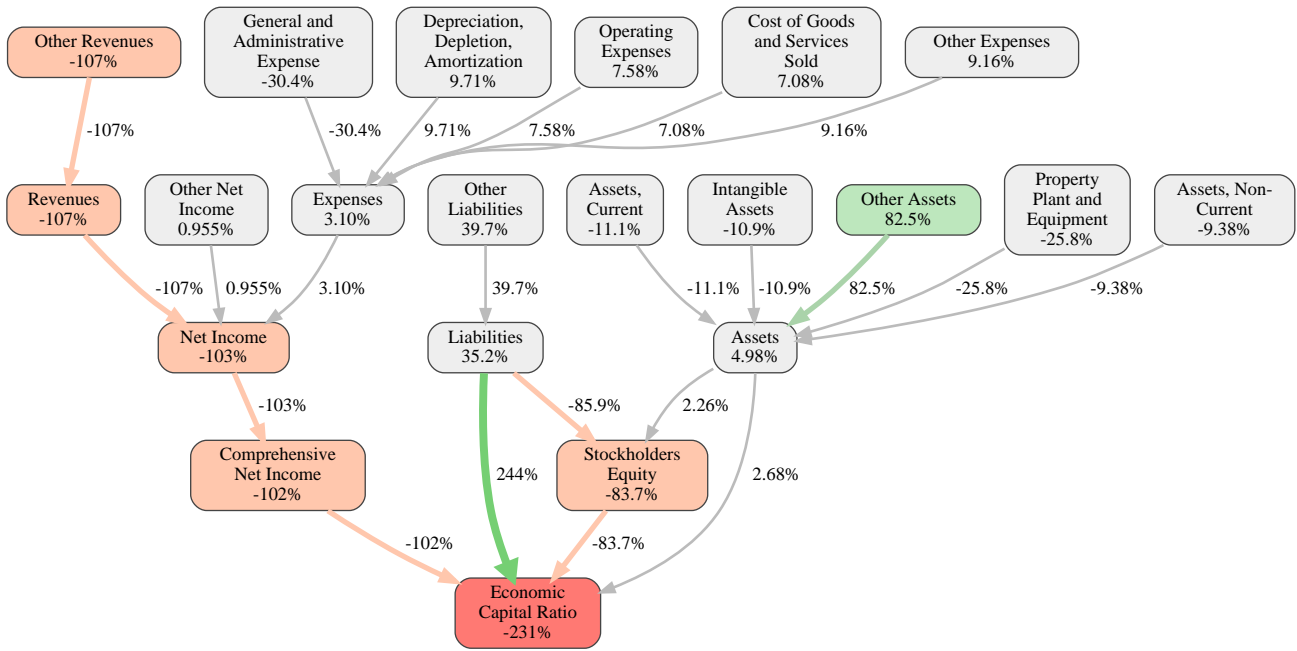 Other Revenues
-107%
General and
Administrative
Expense
-30.4%
Depreciation,
Depletion,
Amortization
9.71%
Operating
Expenses
7.58%
Cost of Goods
and Services
Sold
7.08%
Other Expenses
9.16%
-107%
-30.4%
9.71%
7.58%
7.08%
9.16%
Revenues
-107%
Other Net
Income
0.955%
Expenses
3.10%
Other
Liabilities
39.7%
Assets,
Current
-11.1%
Intangible
Assets
-10.9%
Other Assets
82.5%
Property
Plant and
Equipment
-25.8%
Assets, Non-
Current
-9.38%
-107%
0.955%
3.10%
39.7%
-11.1%
-10.9%
82.5%
-25.8%
-9.38%
Net Income
-103%
Liabilities
35.2%
Assets
4.98%
-103%
-85.9%
2.26%
Comprehensive
Net Income
-102%
244%
Stockholders
Equity
-83.7%
2.68%
-102%
-83.7%
Economic
Capital Ratio
-231%